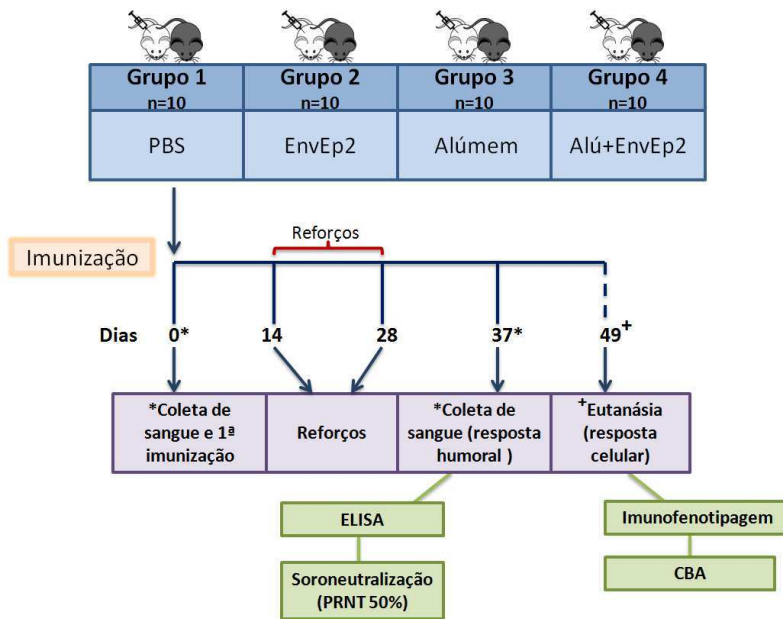 Grupo 1
n=10
Grupo 2
n=10
Grupo 3
n=10
Grupo 4
n=10
PBS
EnvEp2
Alúmem
Alú+EnvEp2
Reforços
Imunização
Dias
0*
14
28
37*
49+
*Coleta de
sangue e 1ª
imunização
Reforços
*Coleta de
sangue (resposta
humoral )
+Eutanásia
(resposta
celular)
ELISA
Soroneutralização
(PRNT 50%)
Imunofenotipagem
CBA